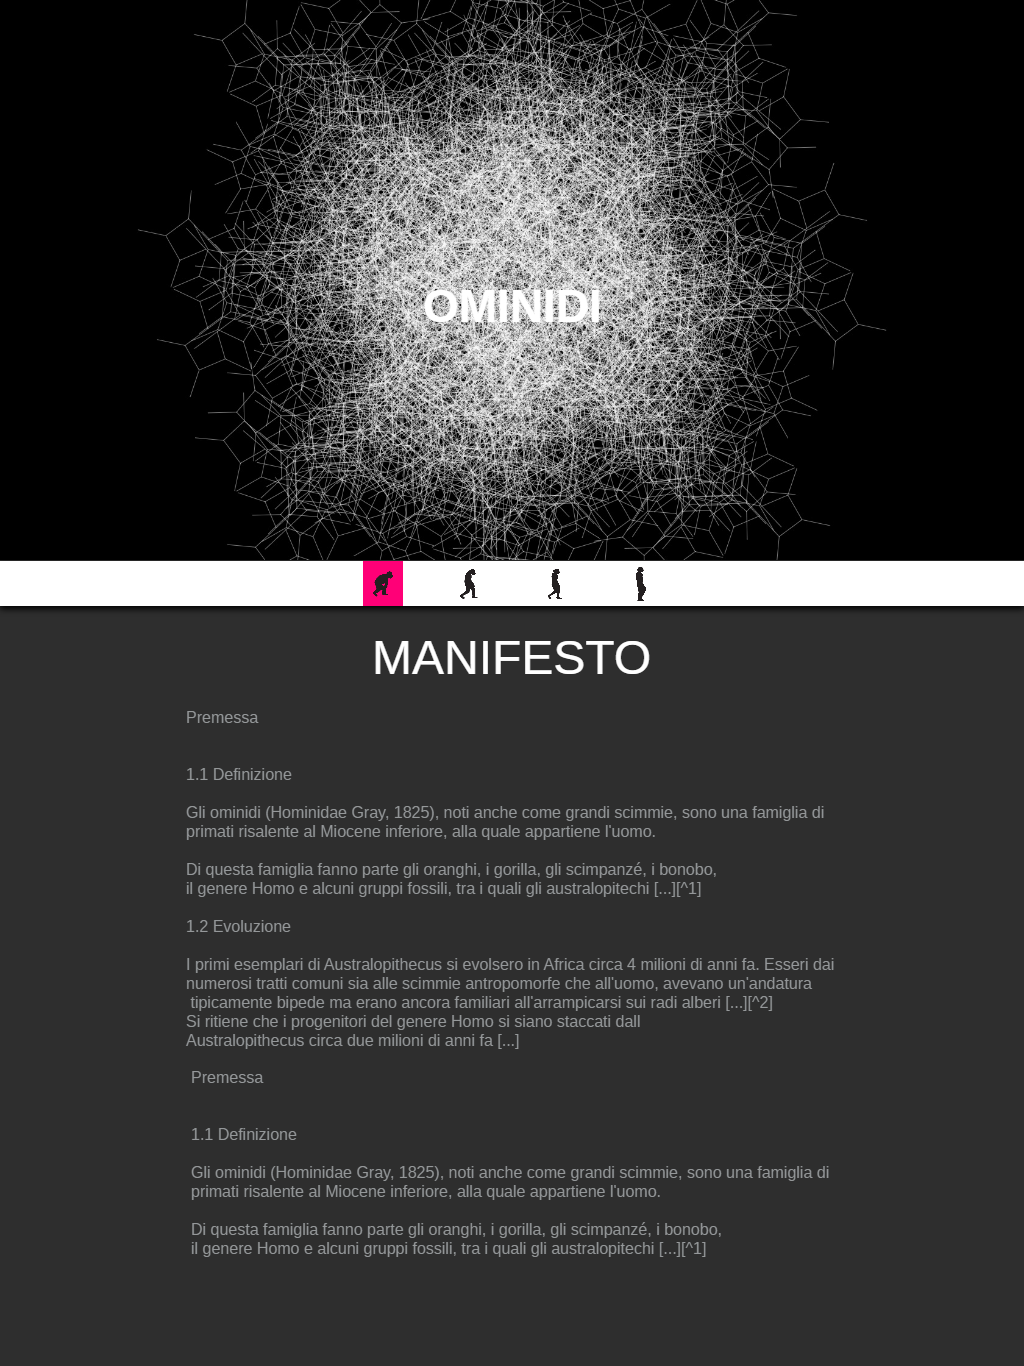 OMINIDI
MANIFESTO
Premessa
1.1 Definizione
Gli ominidi (Hominidae Gray, 1825), noti anche come grandi scimmie, sono una famiglia di
primati risalente al Miocene inferiore, alla quale appartiene l'uomo.
Di questa famiglia fanno parte gli oranghi, i gorilla, gli scimpanzé, i bonobo,
il genere Homo e alcuni gruppi fossili, tra i quali gli australopitechi [...][^1]
1.2 Evoluzione
I primi esemplari di Australopithecus si evolsero in Africa circa 4 milioni di anni fa. Esseri dai
numerosi tratti comuni sia alle scimmie antropomorfe che all'uomo, avevano un'andatura
tipicamente bipede ma erano ancora familiari all'arrampicarsi sui radi alberi [...][^2]
Si ritiene che i progenitori del genere Homo si siano staccati dall
Australopithecus circa due milioni di anni fa [...]
Premessa
1.1 Definizione
Gli ominidi (Hominidae Gray, 1825), noti anche come grandi scimmie, sono una famiglia di
primati risalente al Miocene inferiore, alla quale appartiene l'uomo.
Di questa famiglia fanno parte gli oranghi, i gorilla, gli scimpanzé, i bonobo,
il genere Homo e alcuni gruppi fossili, tra i quali gli australopitechi [...][^1]